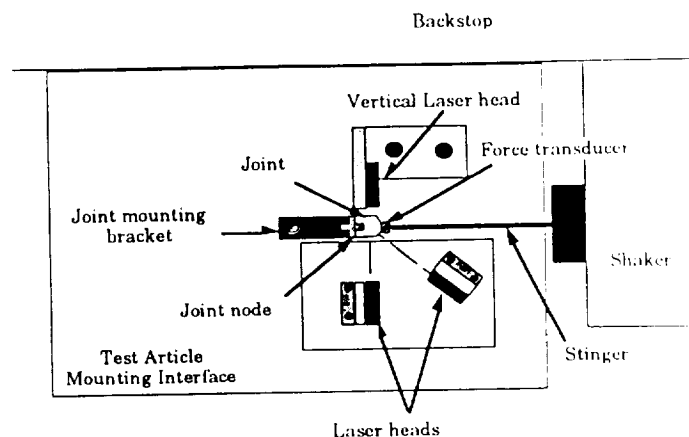 Backstop
Vertical Laser head
Joint
Force transducer
Joint mounting
bracket
Shaker
Joint node
Test Article
Mounting Interface
Stinger
Laser heads